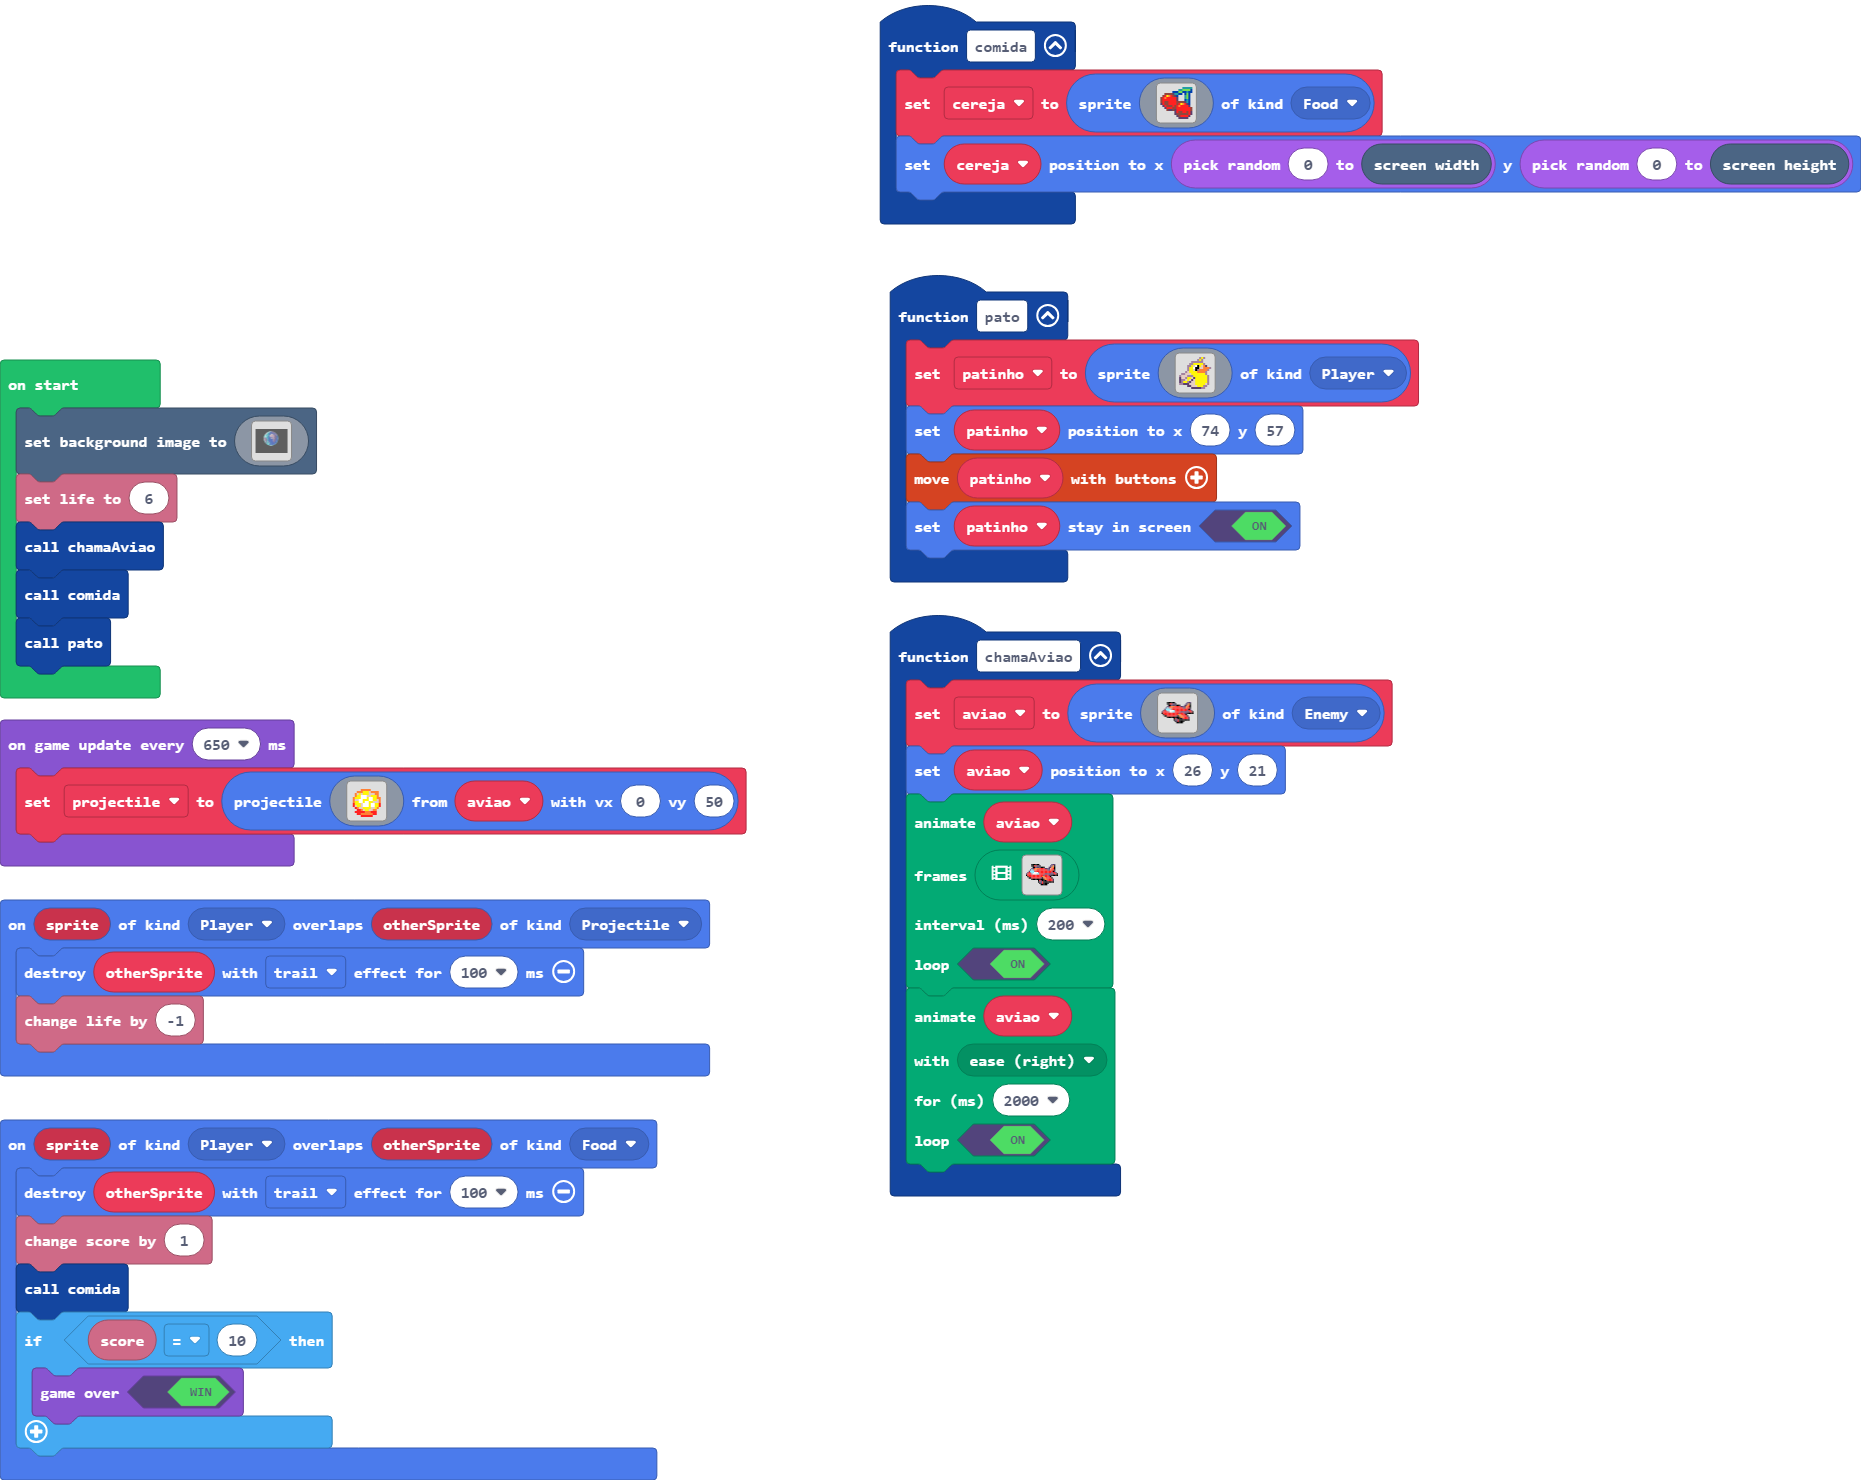 on start
set background image to
set life to 6
call chamaAviao
call comida
call pato
on game update every 650 ms
set projectile to projectile from aviao with vx 0 vy 50
on sprite of kind Player overlaps otherSprite of kind Projectile
destroy otherSprite with trail effect for 100 ms
change life by -1
on sprite of kind Player overlaps otherSprite of kind Food
destroy otherSprite with trail effect for 100 ms
change score by 1
call comida
if score = 10 then
game over WIN
function comida
set cereja to sprite of kind Food
set cereja position to x pick random 0 to screen width y pick random 0 to screen height
function pato
set patinho to sprite of kind Player
set patinho position to x 74 y 57
move patinho with buttons
set patinho stay in screen ON
function chamaAviao
set aviao to sprite of kind Enemy
set aviao position to x 26 y 21
animate aviao
frames
interval (ms) 200
loop ON
animate aviao
with ease (right)
for (ms) 2000
loop ON